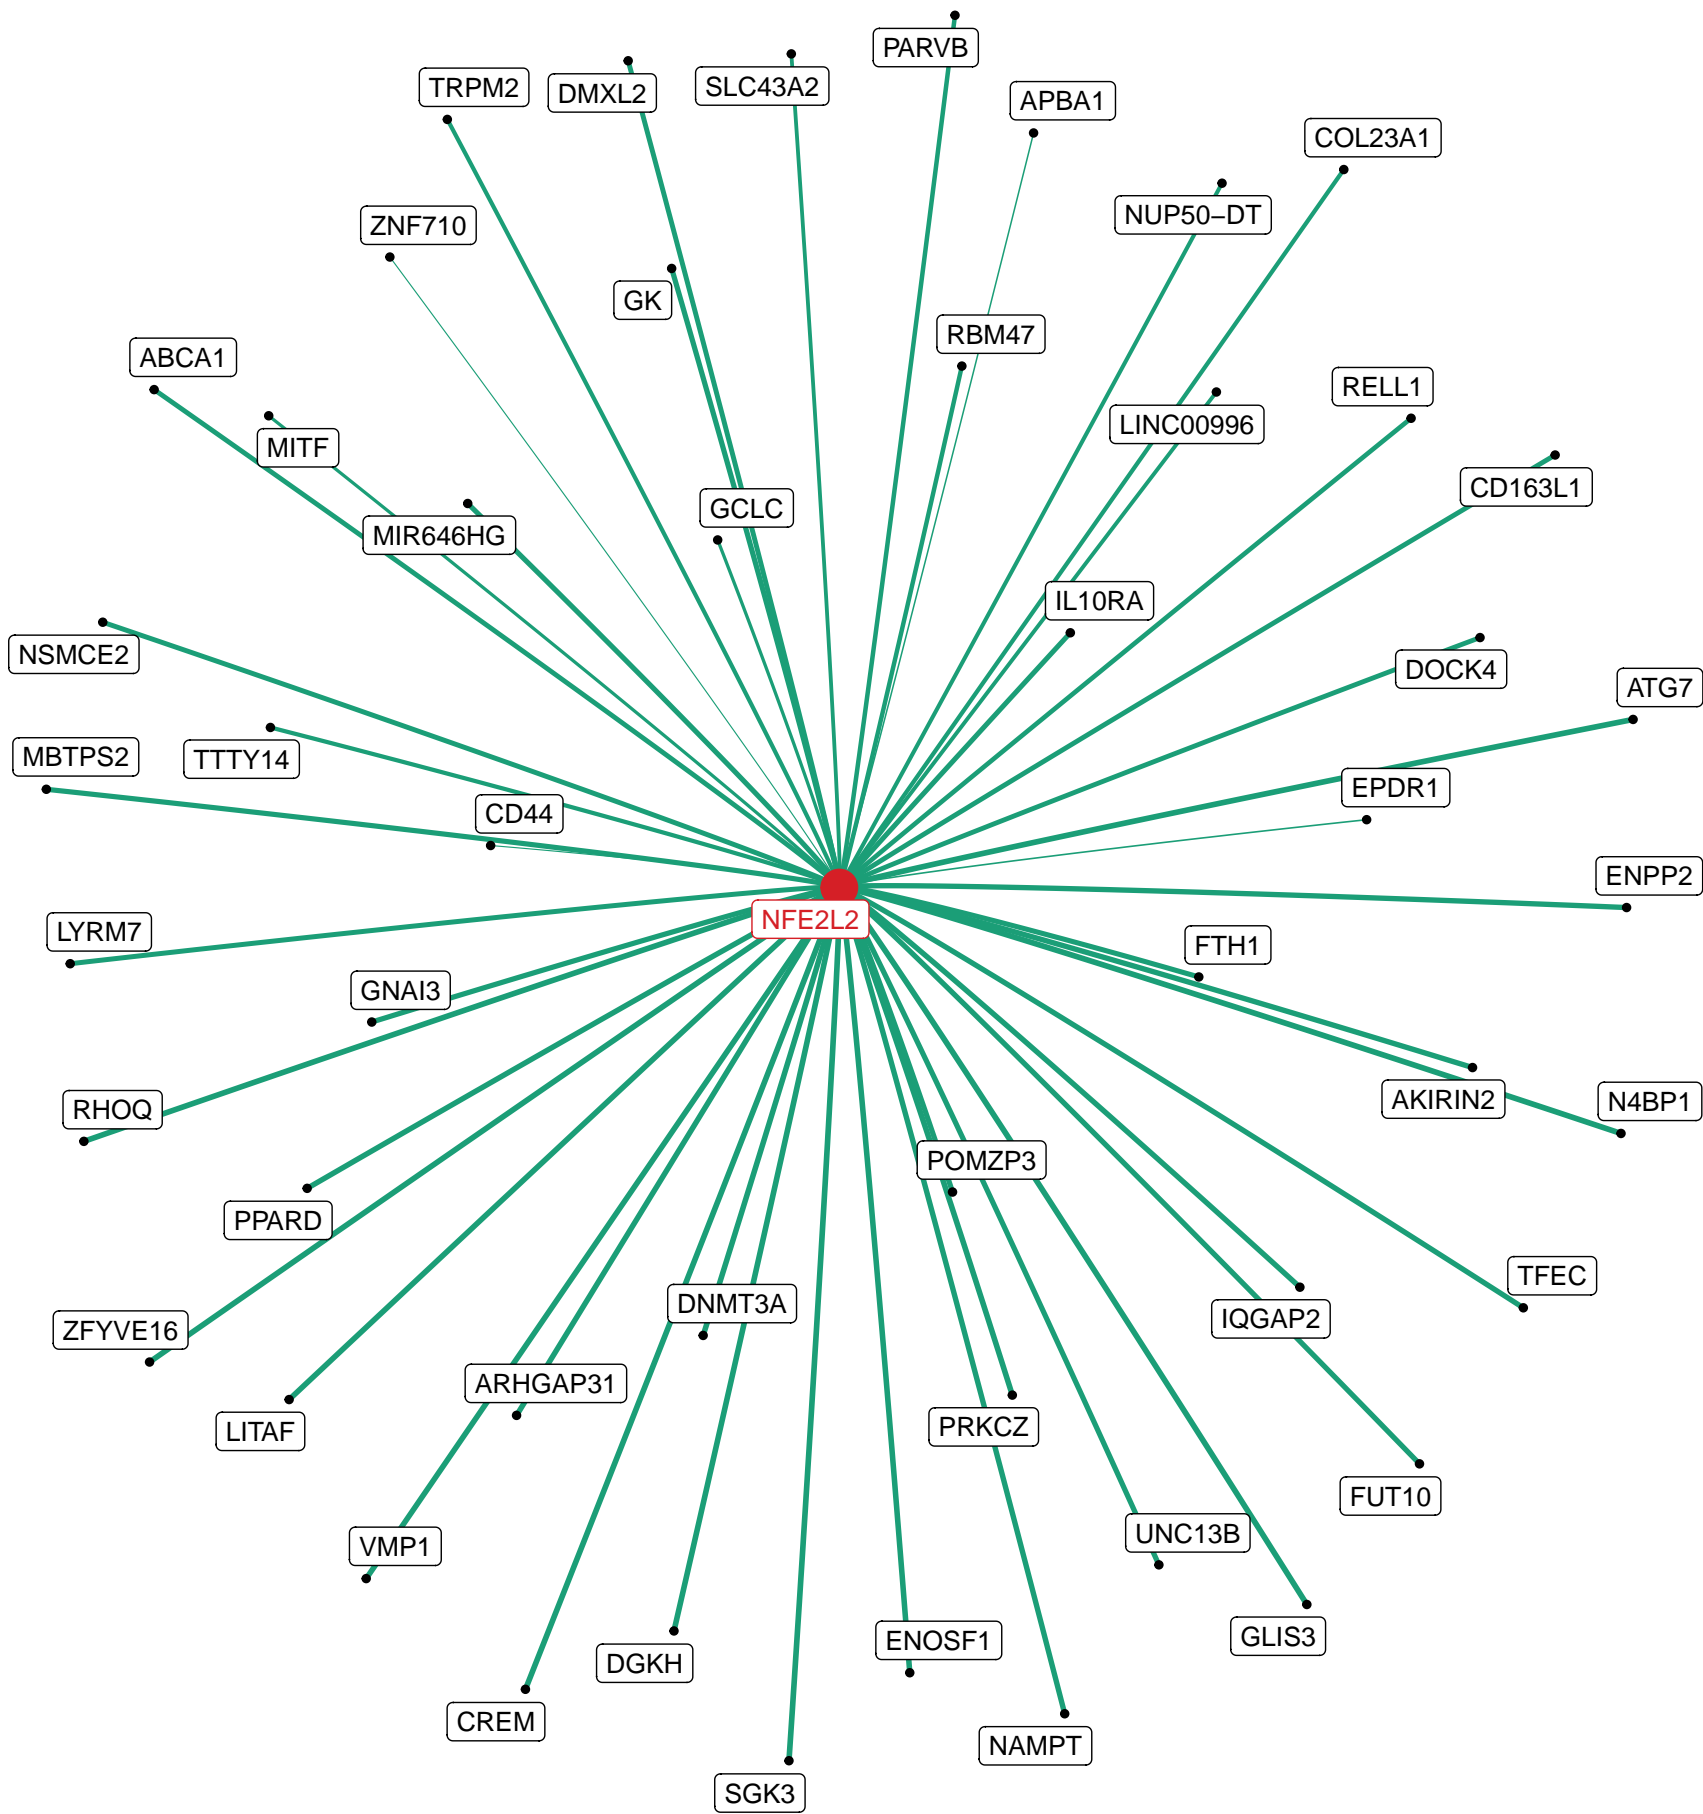 PARVB
TRPM2
DMXL2
SLC43A2
APBA1
COL23A1
NUP50−DT
ZNF710
GK
RBM47
ABCA1
RELL1
LINC00996
MITF
CD163L1
GCLC
MIR646HG
IL10RA
NSMCE2
DOCK4
ATG7
MBTPS2
TTTY14
EPDR1
CD44
ENPP2
NFE2L2
LYRM7
FTH1
GNAI3
AKIRIN2
N4BP1
RHOQ
POMZP3
PPARD
TFEC
DNMT3A
IQGAP2
ZFYVE16
ARHGAP31
PRKCZ
LITAF
FUT10
UNC13B
VMP1
GLIS3
ENOSF1
DGKH
CREM
NAMPT
SGK3